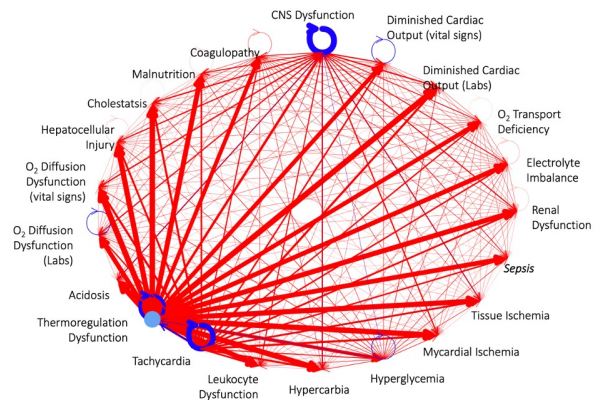 CNS Dysfunction
Diminished Cardiac
Output (vital signs)
Coagulopathy
Malnutrition
Diminished Cardiac
Output (Labs)
Cholestatsis
O₂ Transport
Deficiency
Hepatocellular
Injury
Electrolyte
Imbalance
O₂ Diffusion
Dysfunction
(vital signs)
Renal
Dysfunction
O₂ Diffusion
Dysfunction
(Labs)
Sepsis
Acidosis
Tissue Ischemia
Thermoregulation
Dysfunction
Tachycardia
Myocardial Ischemia
Leukocyte
Dysfunction
Hypercarbia
Hyperglycemia